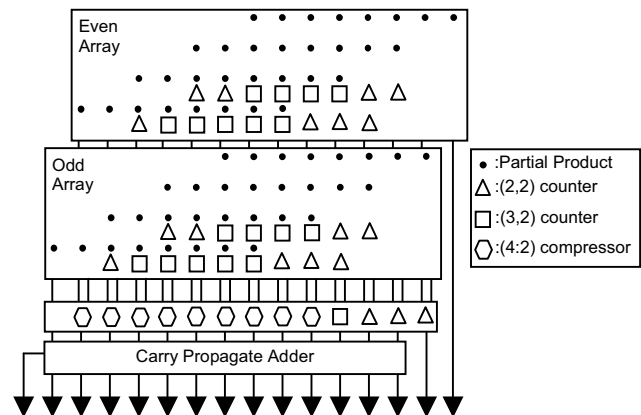 Even
Array
Odd
Array
:Partial Product
:(2,2) counter
:(3,2) counter
:(4:2) compressor
Carry Propagate Adder